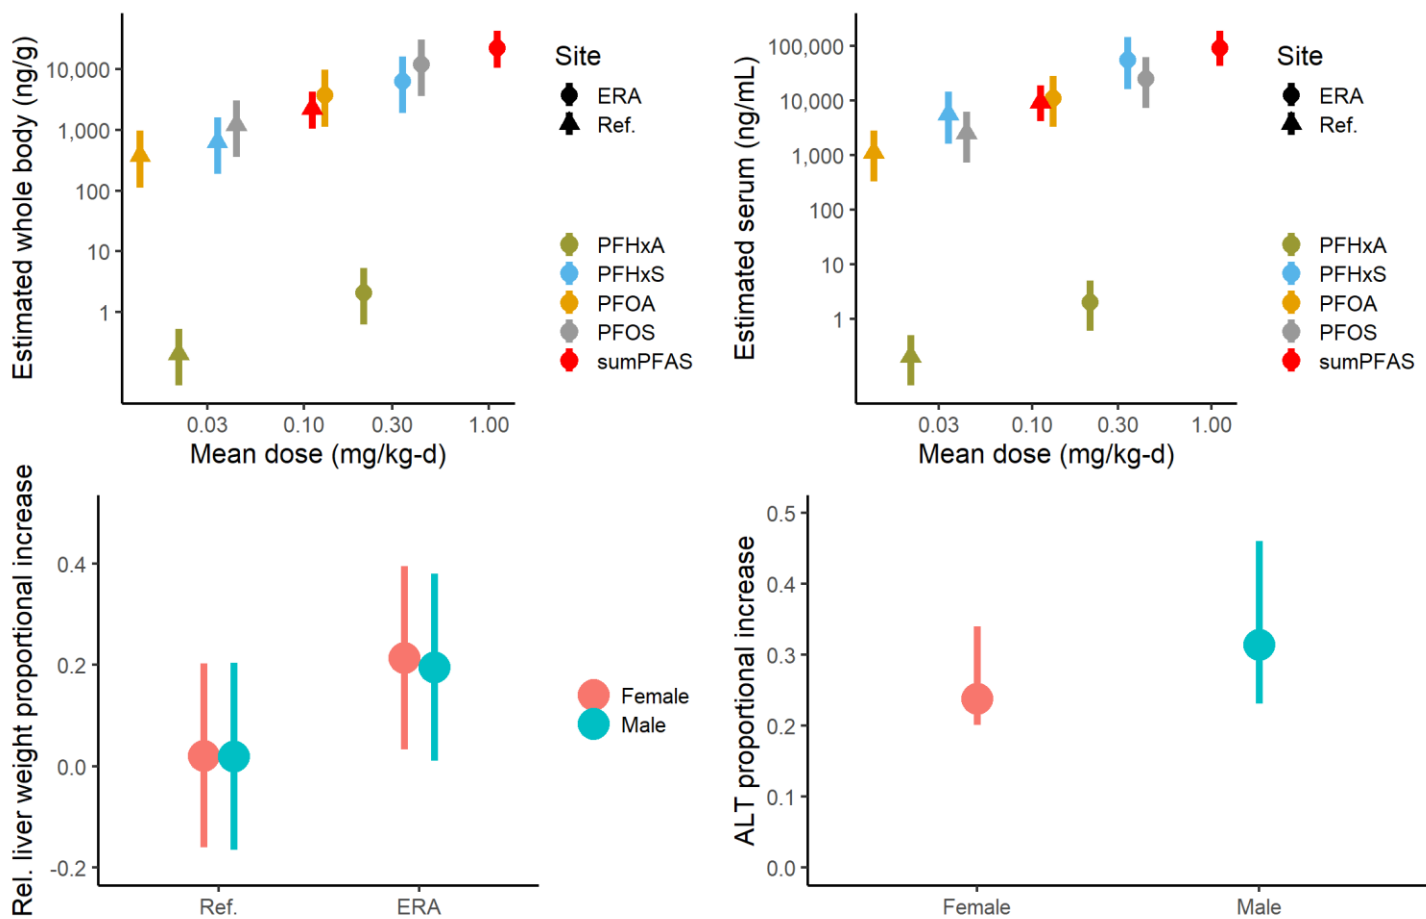 Estimated whole body (ng/g)
10,000
1,000
100
10
1
0.03
0.10
0.30
1.00
Mean dose (mg/kg-d)
Site
ERA
Ref.
PFHxA
PFHxS
PFOA
PFOS
sumPFAS
Estimated serum (ng/mL)
100,000
10,000
1,000
100
10
1
0.03
0.10
0.30
1.00
Mean dose (mg/kg-d)
Site
ERA
Ref.
PFHxA
PFHxS
PFOA
PFOS
sumPFAS
Rel. liver weight proportional increase
0.4
0.2
0.0
-0.2
Ref.
ERA
Female
Male
ALT proportional increase
0.5
0.4
0.3
0.2
0.1
0.0
Female
Male